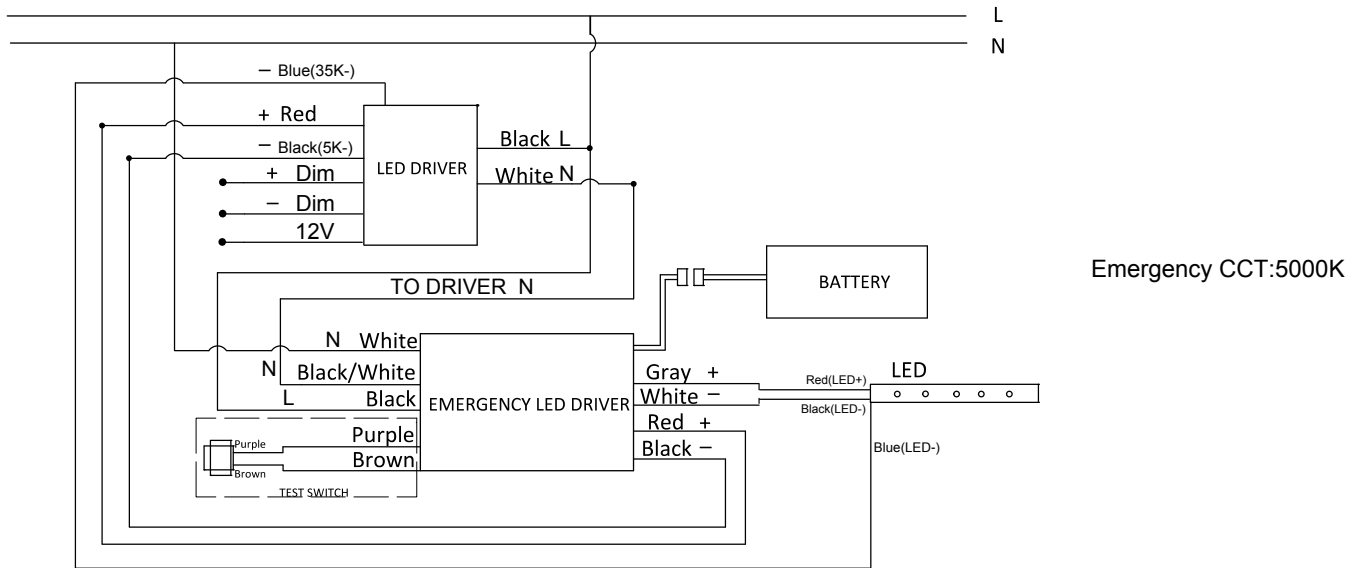 L
N
− Blue(35K-)
+ Red
− Black(5K-)
+ Dim
− Dim
12V
LED DRIVER
Black L
White N
TO DRIVER N
BATTERY
Emergency CCT:5000K
N White
N Black/White
L Black
Purple
Brown
EMERGENCY LED DRIVER
Gray +
White −
Red +
Black −
Red(LED+)
Black(LED-)
LED
Blue(LED-)
Purple
Brown
TEST SWITCH